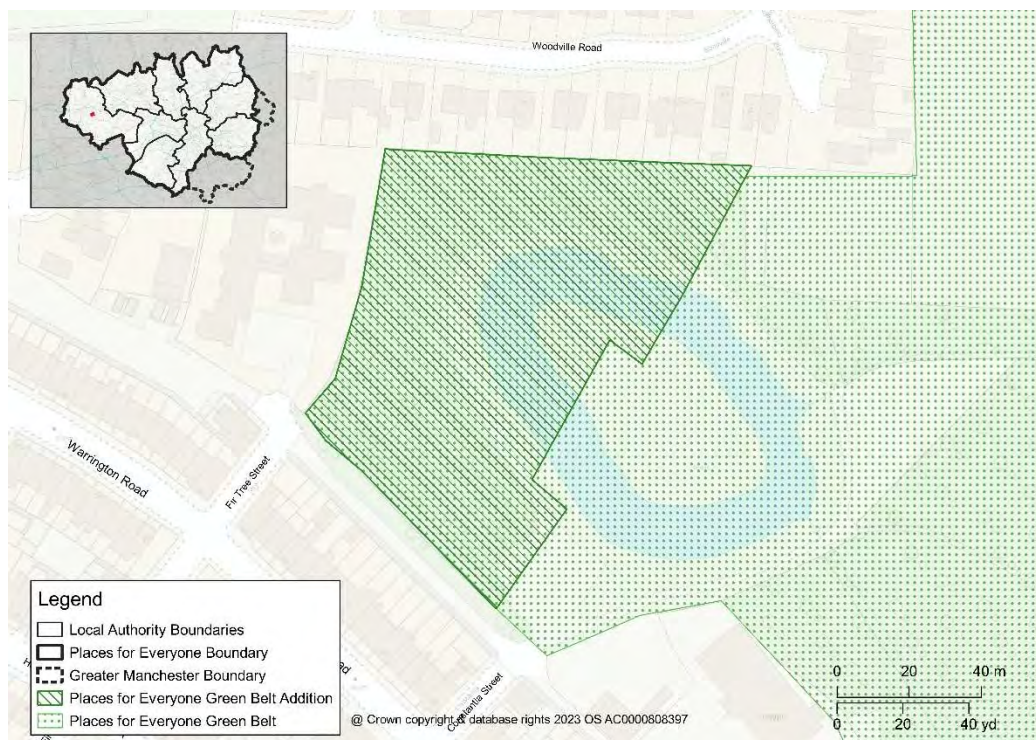 Woodville Road
Warrington Road
Fir Tree Street
Legend
Local Authority Boundaries
Places for Everyone Boundary
Greater Manchester Boundary
Places for Everyone Green Belt Addition
Places for Everyone Green Belt
@ Crown copyright & database rights 2023 OS AC0000808397
0 20 40 m
0 20 40 yd